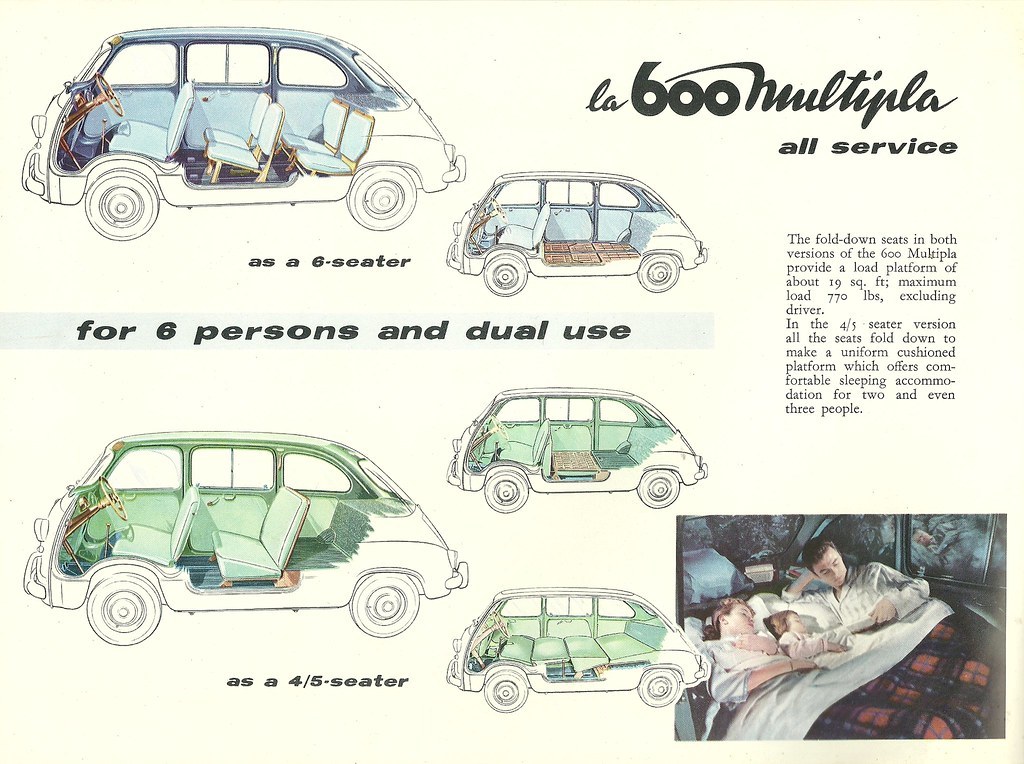 la 600 multipla
all service
as a 6-seater
for 6 persons and dual use
The fold-down seats in both
versions of the 600 Multipla
provide a load platform of
about 19 sq. ft; maximum
load 770 lbs, excluding
driver.
In the 4/5 seater version
all the seats fold down to
make a uniform cushioned
platform which offers com-
fortable sleeping accommo-
dation for two and even
three people.
as a 4/5-seater